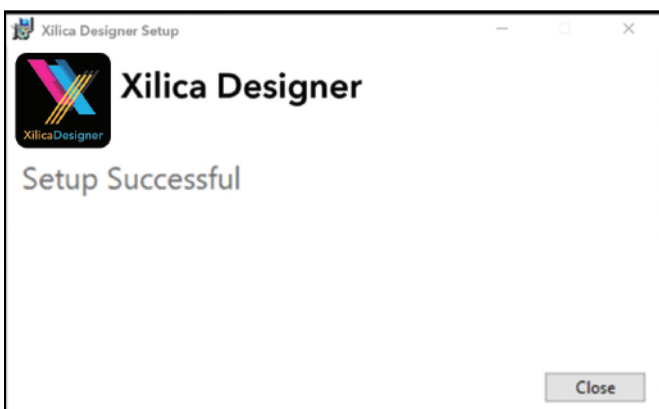 Xilica Designer Setup
Xilica Designer
XilicaDesigner
Setup Successful
Close